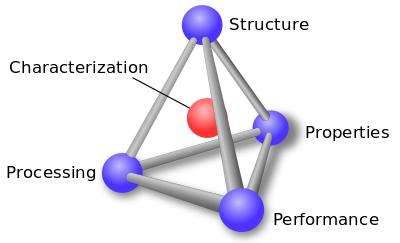 Structure
Characterization
Properties
Processing
Performance